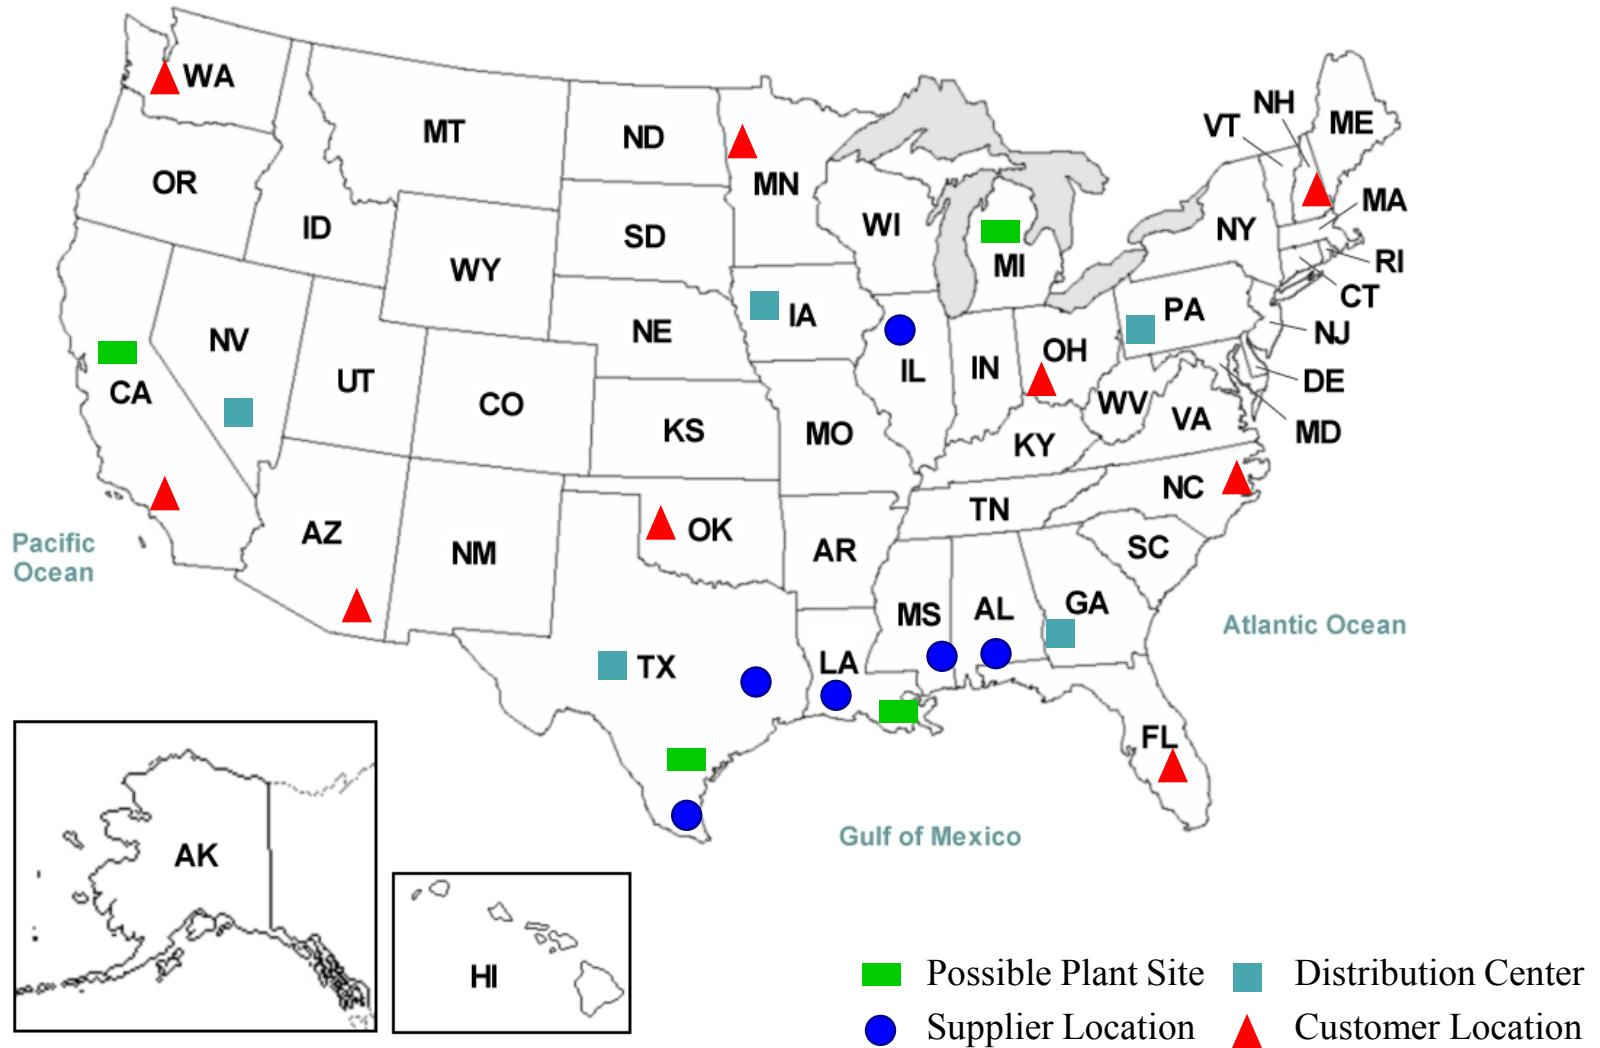 WA
MT
ND
MN
OR
ID
WY
SD
WI
MI
NY
VT
NH
ME
MA
RI
CT
NJ
DE
MD
PA
NV
UT
CO
NE
IA
IL
IN
OH
WV
VA
CA
KS
MO
KY
NC
AZ
NM
OK
AR
TN
SC
MS
AL
GA
TX
LA
FL
Pacific
Ocean
Atlantic Ocean
Gulf of Mexico
AK
HI
Possible Plant Site
Distribution Center
Supplier Location
Customer Location